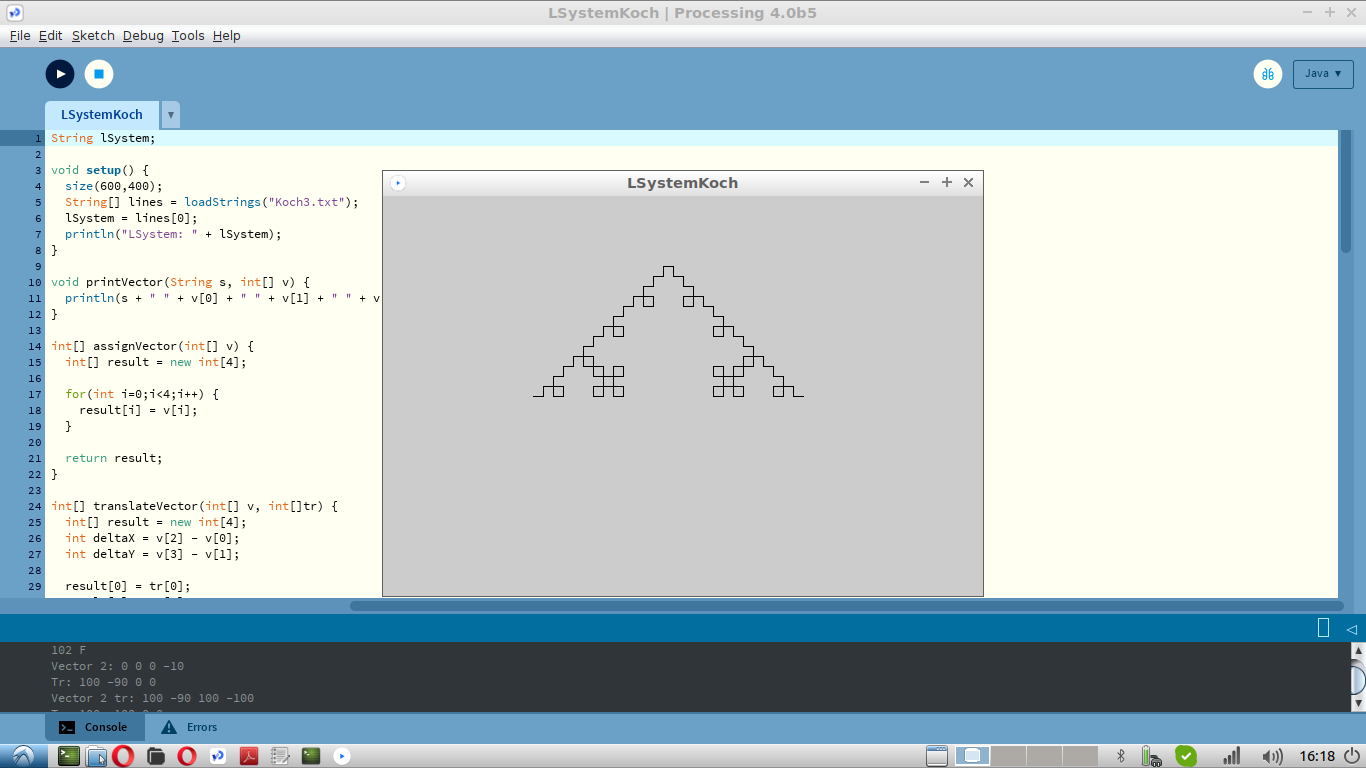 LSystemKoch | Processing 4.0b5
File Edit Sketch Debug Tools Help
Java ▾
LSystemKoch ▾
1 String lSystem;
2
3 void setup() {
4 size(600,400);
5 String[] lines = loadStrings("Koch3.txt");
6 lSystem = lines[0];
7 println("LSystem: " + lSystem);
8 }
9
10 void printVector(String s, int[] v) {
11 println(s + " " + v[0] + " " + v[1] + " " + v
12 }
13
14 int[] assignVector(int[] v) {
15 int[] result = new int[4];
16
17 for(int i=0;i<4;i++) {
18 result[i] = v[i];
19 }
20
21 return result;
22 }
23
24 int[] translateVector(int[] v, int[]tr) {
25 int[] result = new int[4];
26 int deltaX = v[2] - v[0];
27 int deltaY = v[3] - v[1];
28
29 result[0] = tr[0];
LSystemKoch
102 F
Vector 2: 0 0 0 -10
Tr: 100 -90 0 0
Vector 2 tr: 100 -90 100 -100
Console Errors
16:18